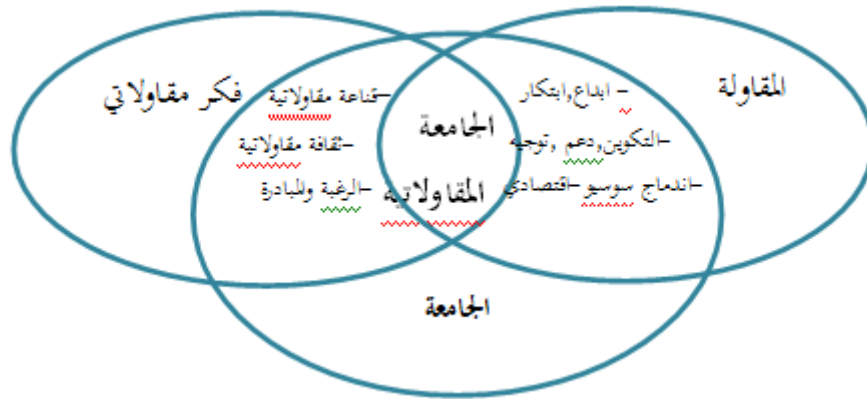 المقاولة
- ابداع,ابتكار
-التكوين,دعم ,توجيه
-اندماج سوسيو -اقتصادي
الجامعة
المقاولاتية
فكر مقاولاتي
-قناعة مقاولاتية
-ثقافة مقاولاتية
-الرغبة والمبادرة
الجامعة